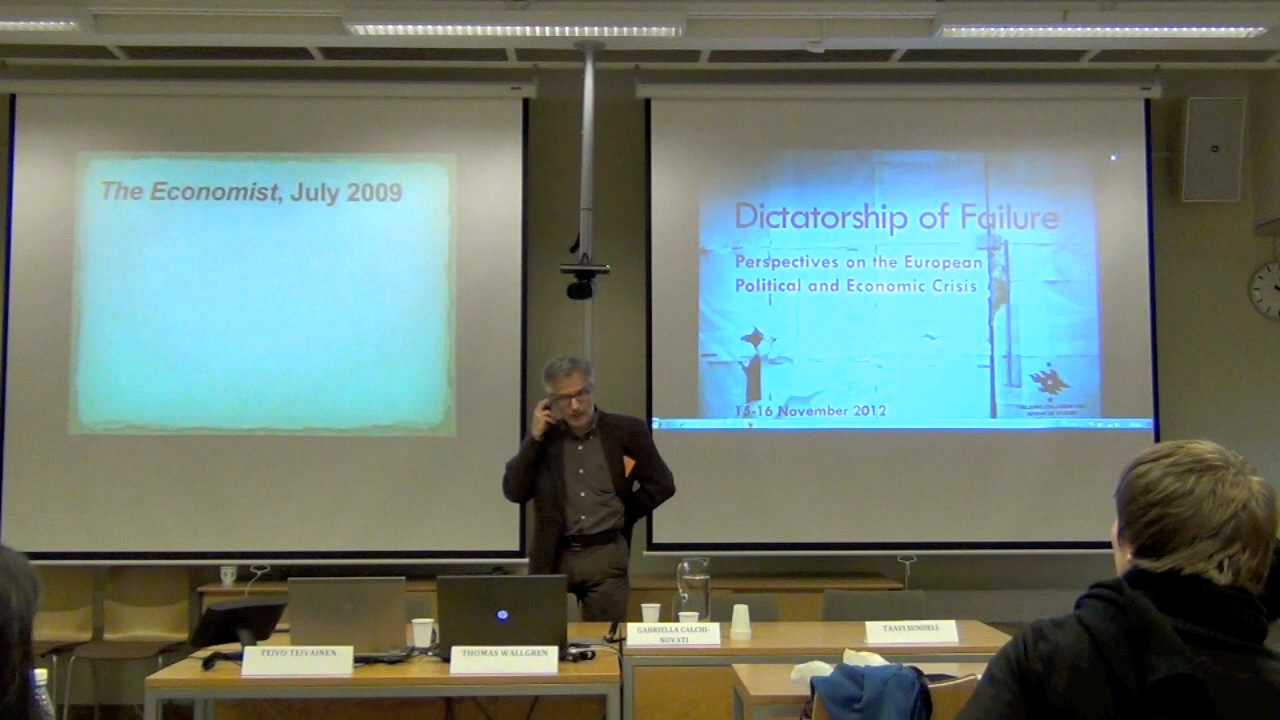 The Economist, July 2009
Dictatorship of Failure
Perspectives on the European
Political and Economic Crisis
15-16 November 2012
TEIVO TEIVAINEN
THOMAS WALLGREN
GABRIELLA CALCHI-
NOVATI
TAAVI SUNDELL